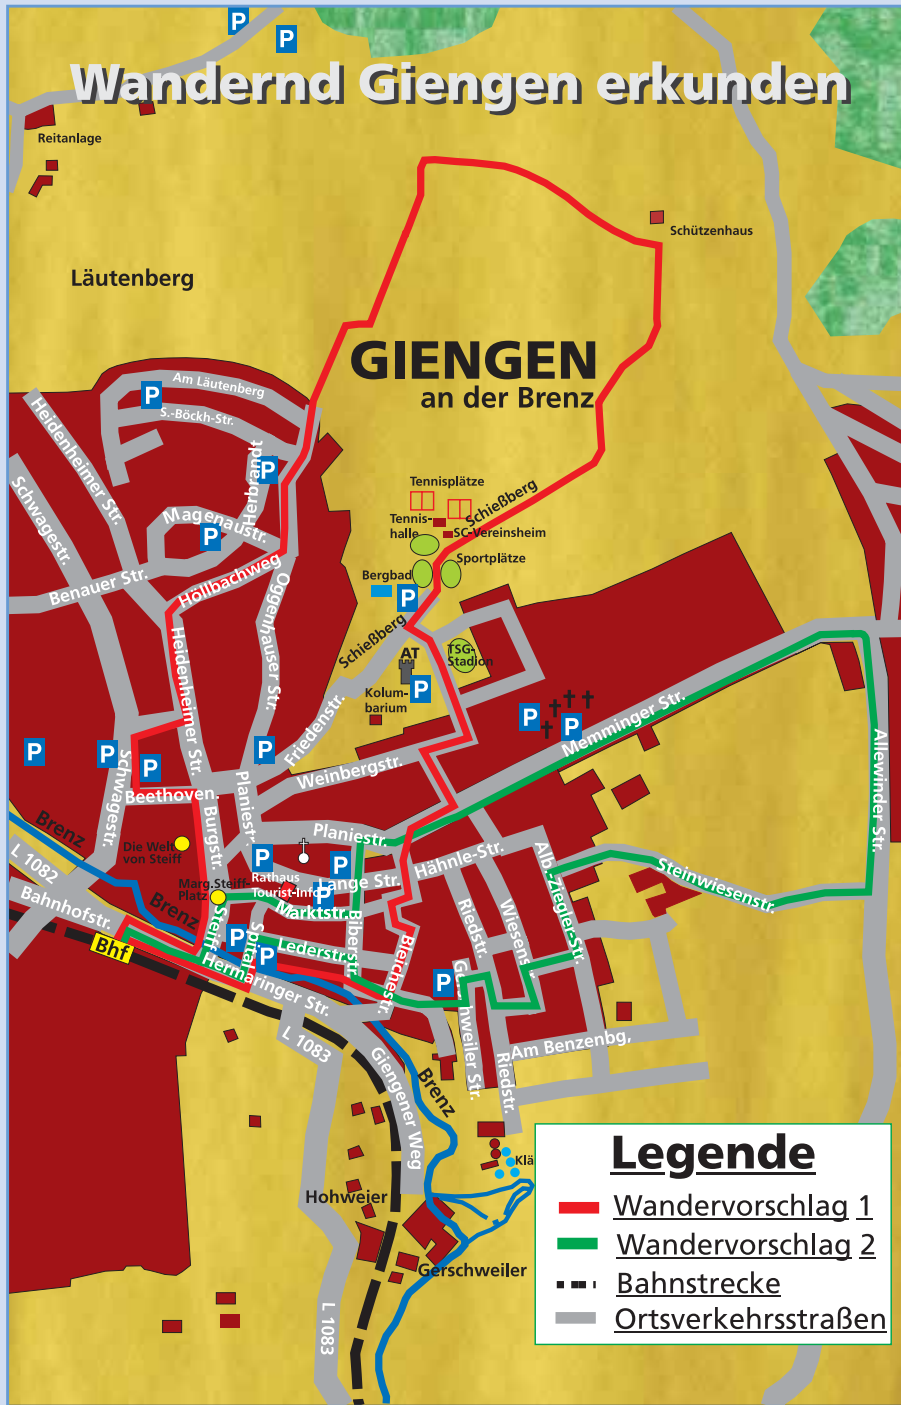 P
P
Wandernd Giengen erkunden
Reitanlage
Schützenhaus
Läutenberg
GIENGEN
an der Brenz
Am Läutenberg
P
S.-Böckh-Str.
Heidenheimer Str.
Herbrandt
P
Schwagestr.
Magenaustr.
P
Tennisplätze
Schießberg
Tennis-
halle
SC-Vereinsheim
Sportplätze
Bergbad
P
Benauer Str.
Höllbachweg
Oggenhauser Str.
Heidenheimer Str.
Schießberg
AT
TSG-
Stadion
P
Kolum-
barium
Friedenstr.
P
P
Memminger Str.
Allewinder Str.
P
P
P
P
Schwagestr.
Weinbergstr.
Planiestr.
Beethoven.
Burgstr.
Brenz
L 1082
Die Welt
von Steiff
Planiestr.
P
P
Hähnle-Str.
Alb.-Ziegler-Str.
Steinwiesenstr.
Rathaus
Tourist-Info
Lange Str.
P
Marg.Steiff-
Platz
Marktstr.
Bahnhofstr.
Brenz
Steiff
Spital
P
P
Lederstr.
Biberstr.
Bleichestr.
Riedstr.
Wiesenstr.
Bhf
Hermaringer Str.
P
Am Benzenbg,
Riedstr.
L 1083
Giengener Weg
Brenz
Klä
Hohweier
Gerschweiler
L 1083
Legende
Wandervorschlag 1
Wandervorschlag 2
Bahnstrecke
Ortsverkehrsstraßen